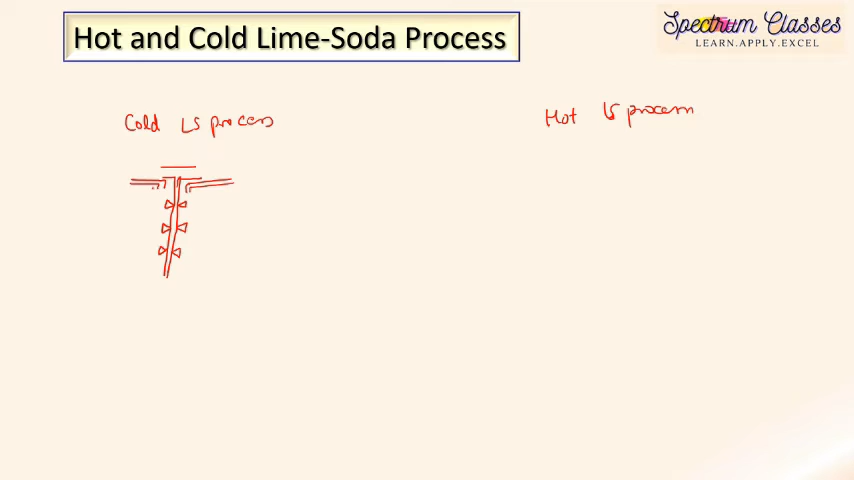 Hot and Cold Lime-Soda Process
Spectrum Classes
LEARN.APPLY.EXCEL
Cold LS process
Hot LS process